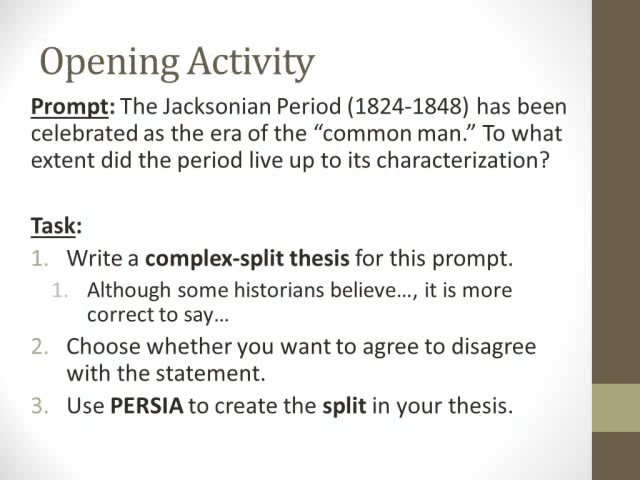 Opening Activity
Prompt: The Jacksonian Period (1824-1848) has been
celebrated as the era of the “common man.” To what
extent did the period live up to its characterization?
Task:
1. Write a complex-split thesis for this prompt.
1. Although some historians believe…, it is more
correct to say…
2. Choose whether you want to agree to disagree
with the statement.
3. Use PERSIA to create the split in your thesis.